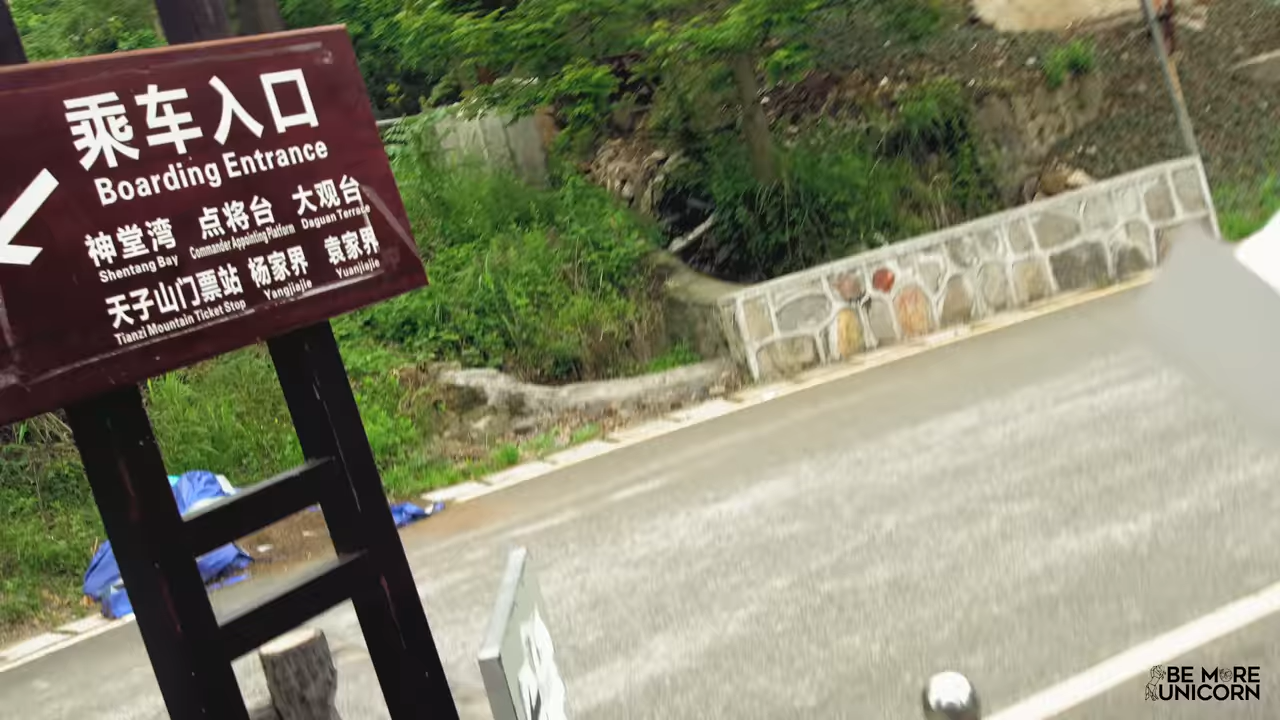 乘车入口
Boarding Entrance
神堂湾 点将台 大观台
Shentang Bay Commander Appointing Platform Daguan Terrace
天子山门票站 杨家界 袁家界
Tianzi Mountain Ticket Stop Yangjiajie Yuanjiajie
BE MORE
UNICORN